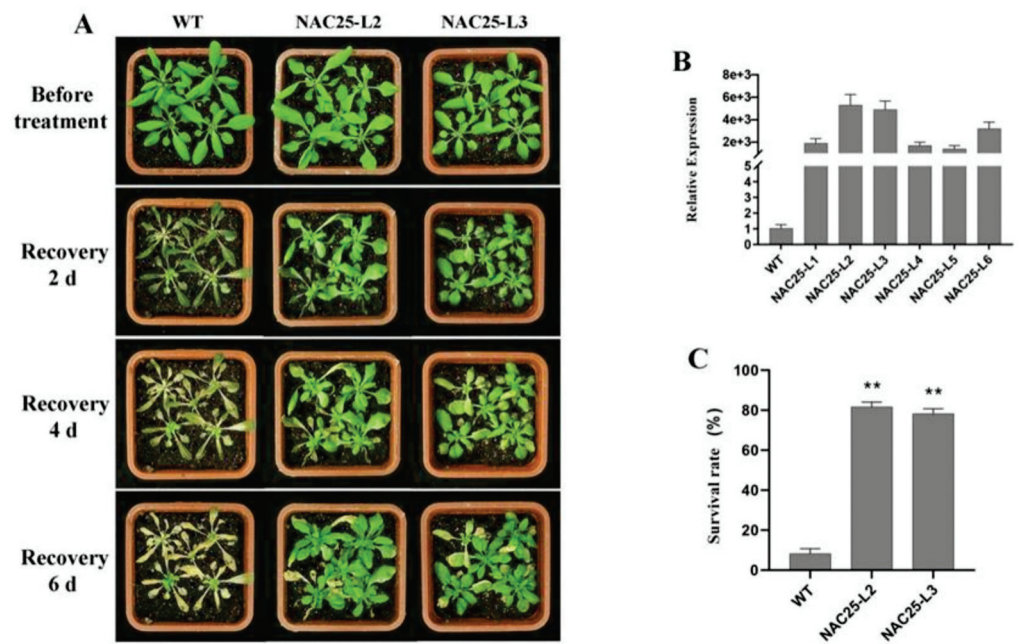 A
WT
NAC25-L2
NAC25-L3
Before
treatment
Recovery
2 d
Recovery
4 d
Recovery
6 d
B
Relative Expression
8e+3
6e+3
4e+3
2e+3
5
4
3
2
1
0
WT
NAC25-L1
NAC25-L2
NAC25-L3
NAC25-L4
NAC25-L5
NAC25-L6
C
Survival rate (%)
100
80
60
40
20
0
**
**
WT
NAC25-L2
NAC25-L3